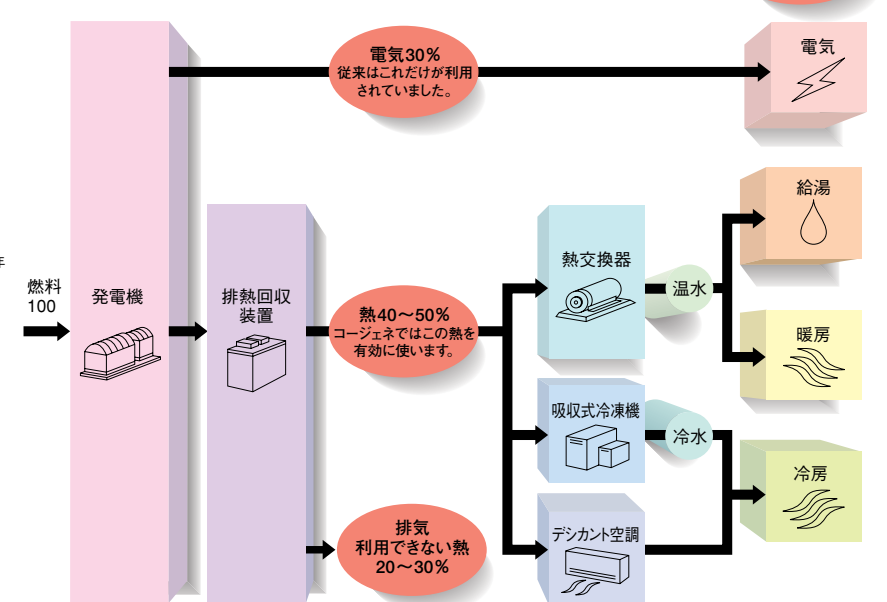 電気30%
従来はこれだけが利用
されていました。
電気
年
燃料
100
発電機
排熱回収
装置
熱40～50%
コージェネではこの熱を
有効に使います。
熱交換器
温水
給湯
暖房
吸収式冷凍機
冷水
デシカント空調
冷房
排気
利用できない熱
20～30%